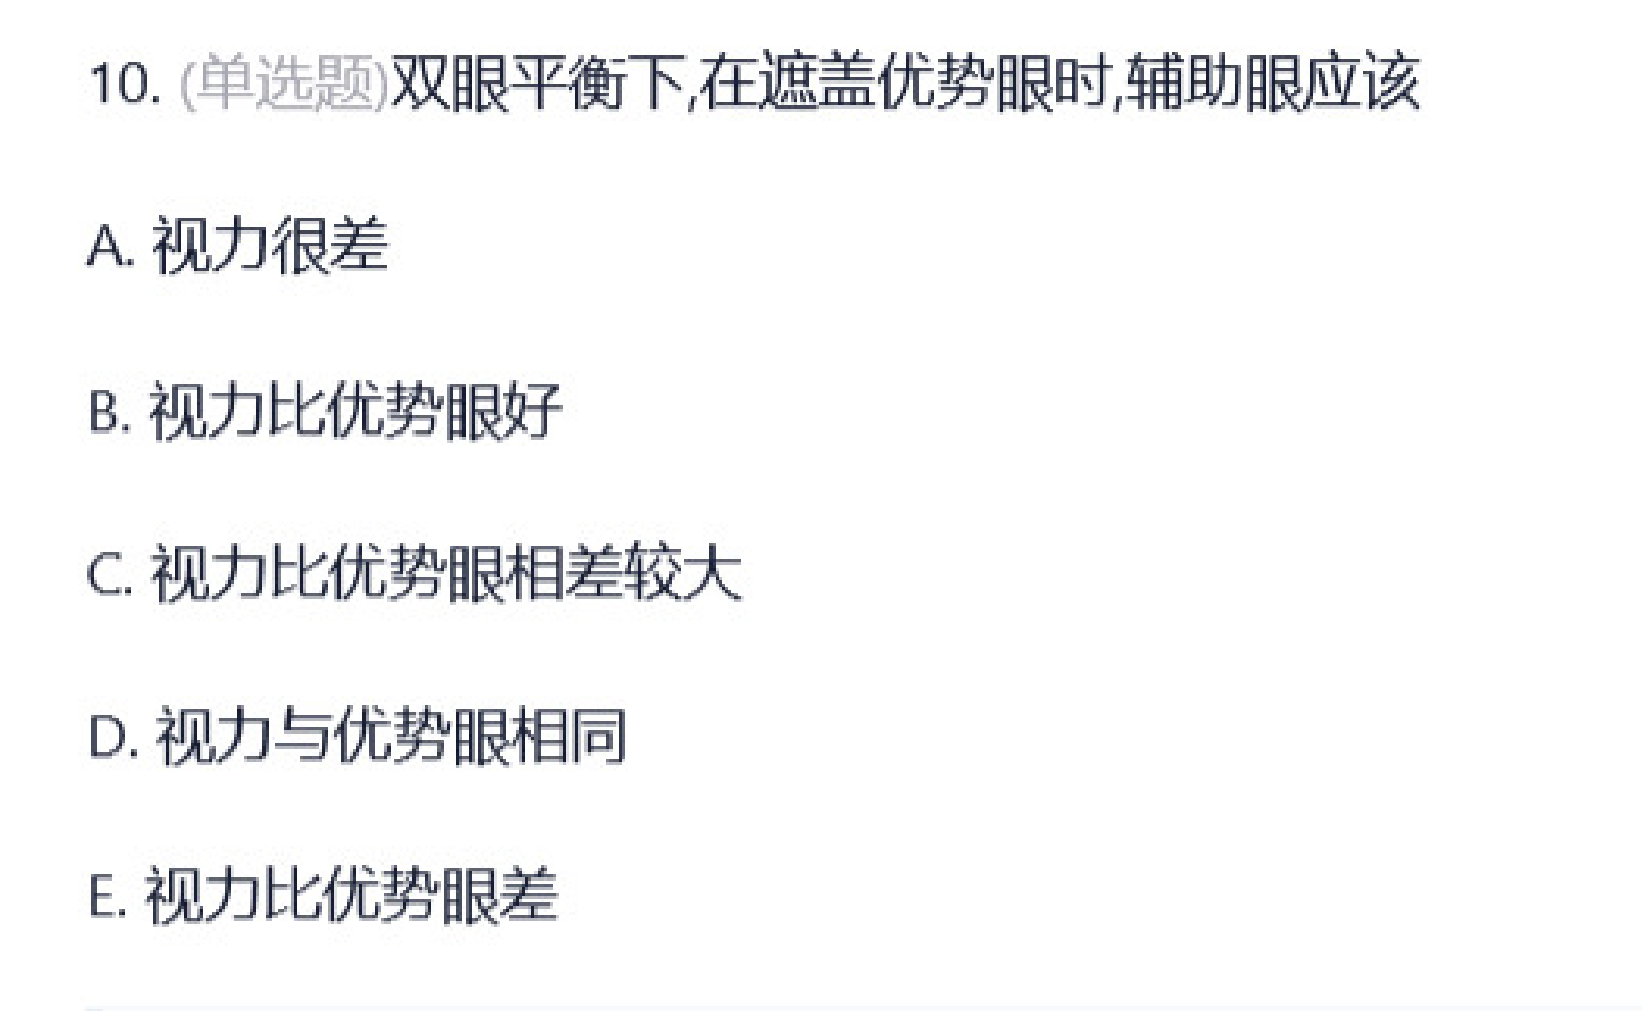 10. (单选题)双眼平衡下,在遮盖优势眼时,辅助眼应该
A. 视力很差
B. 视力比优势眼好
C. 视力比优势眼相差较大
D. 视力与优势眼相同
E. 视力比优势眼差